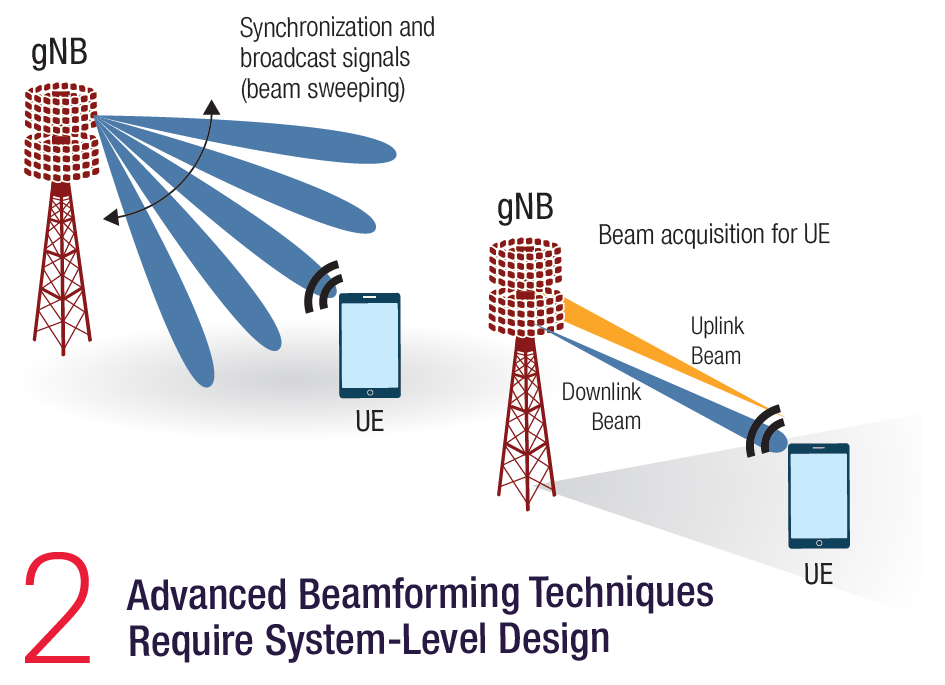 gNB
Synchronization and
broadcast signals
(beam sweeping)
UE
gNB
Beam acquisition for UE
Uplink
Beam
Downlink
Beam
UE
2
Advanced Beamforming Techniques
Require System-Level Design